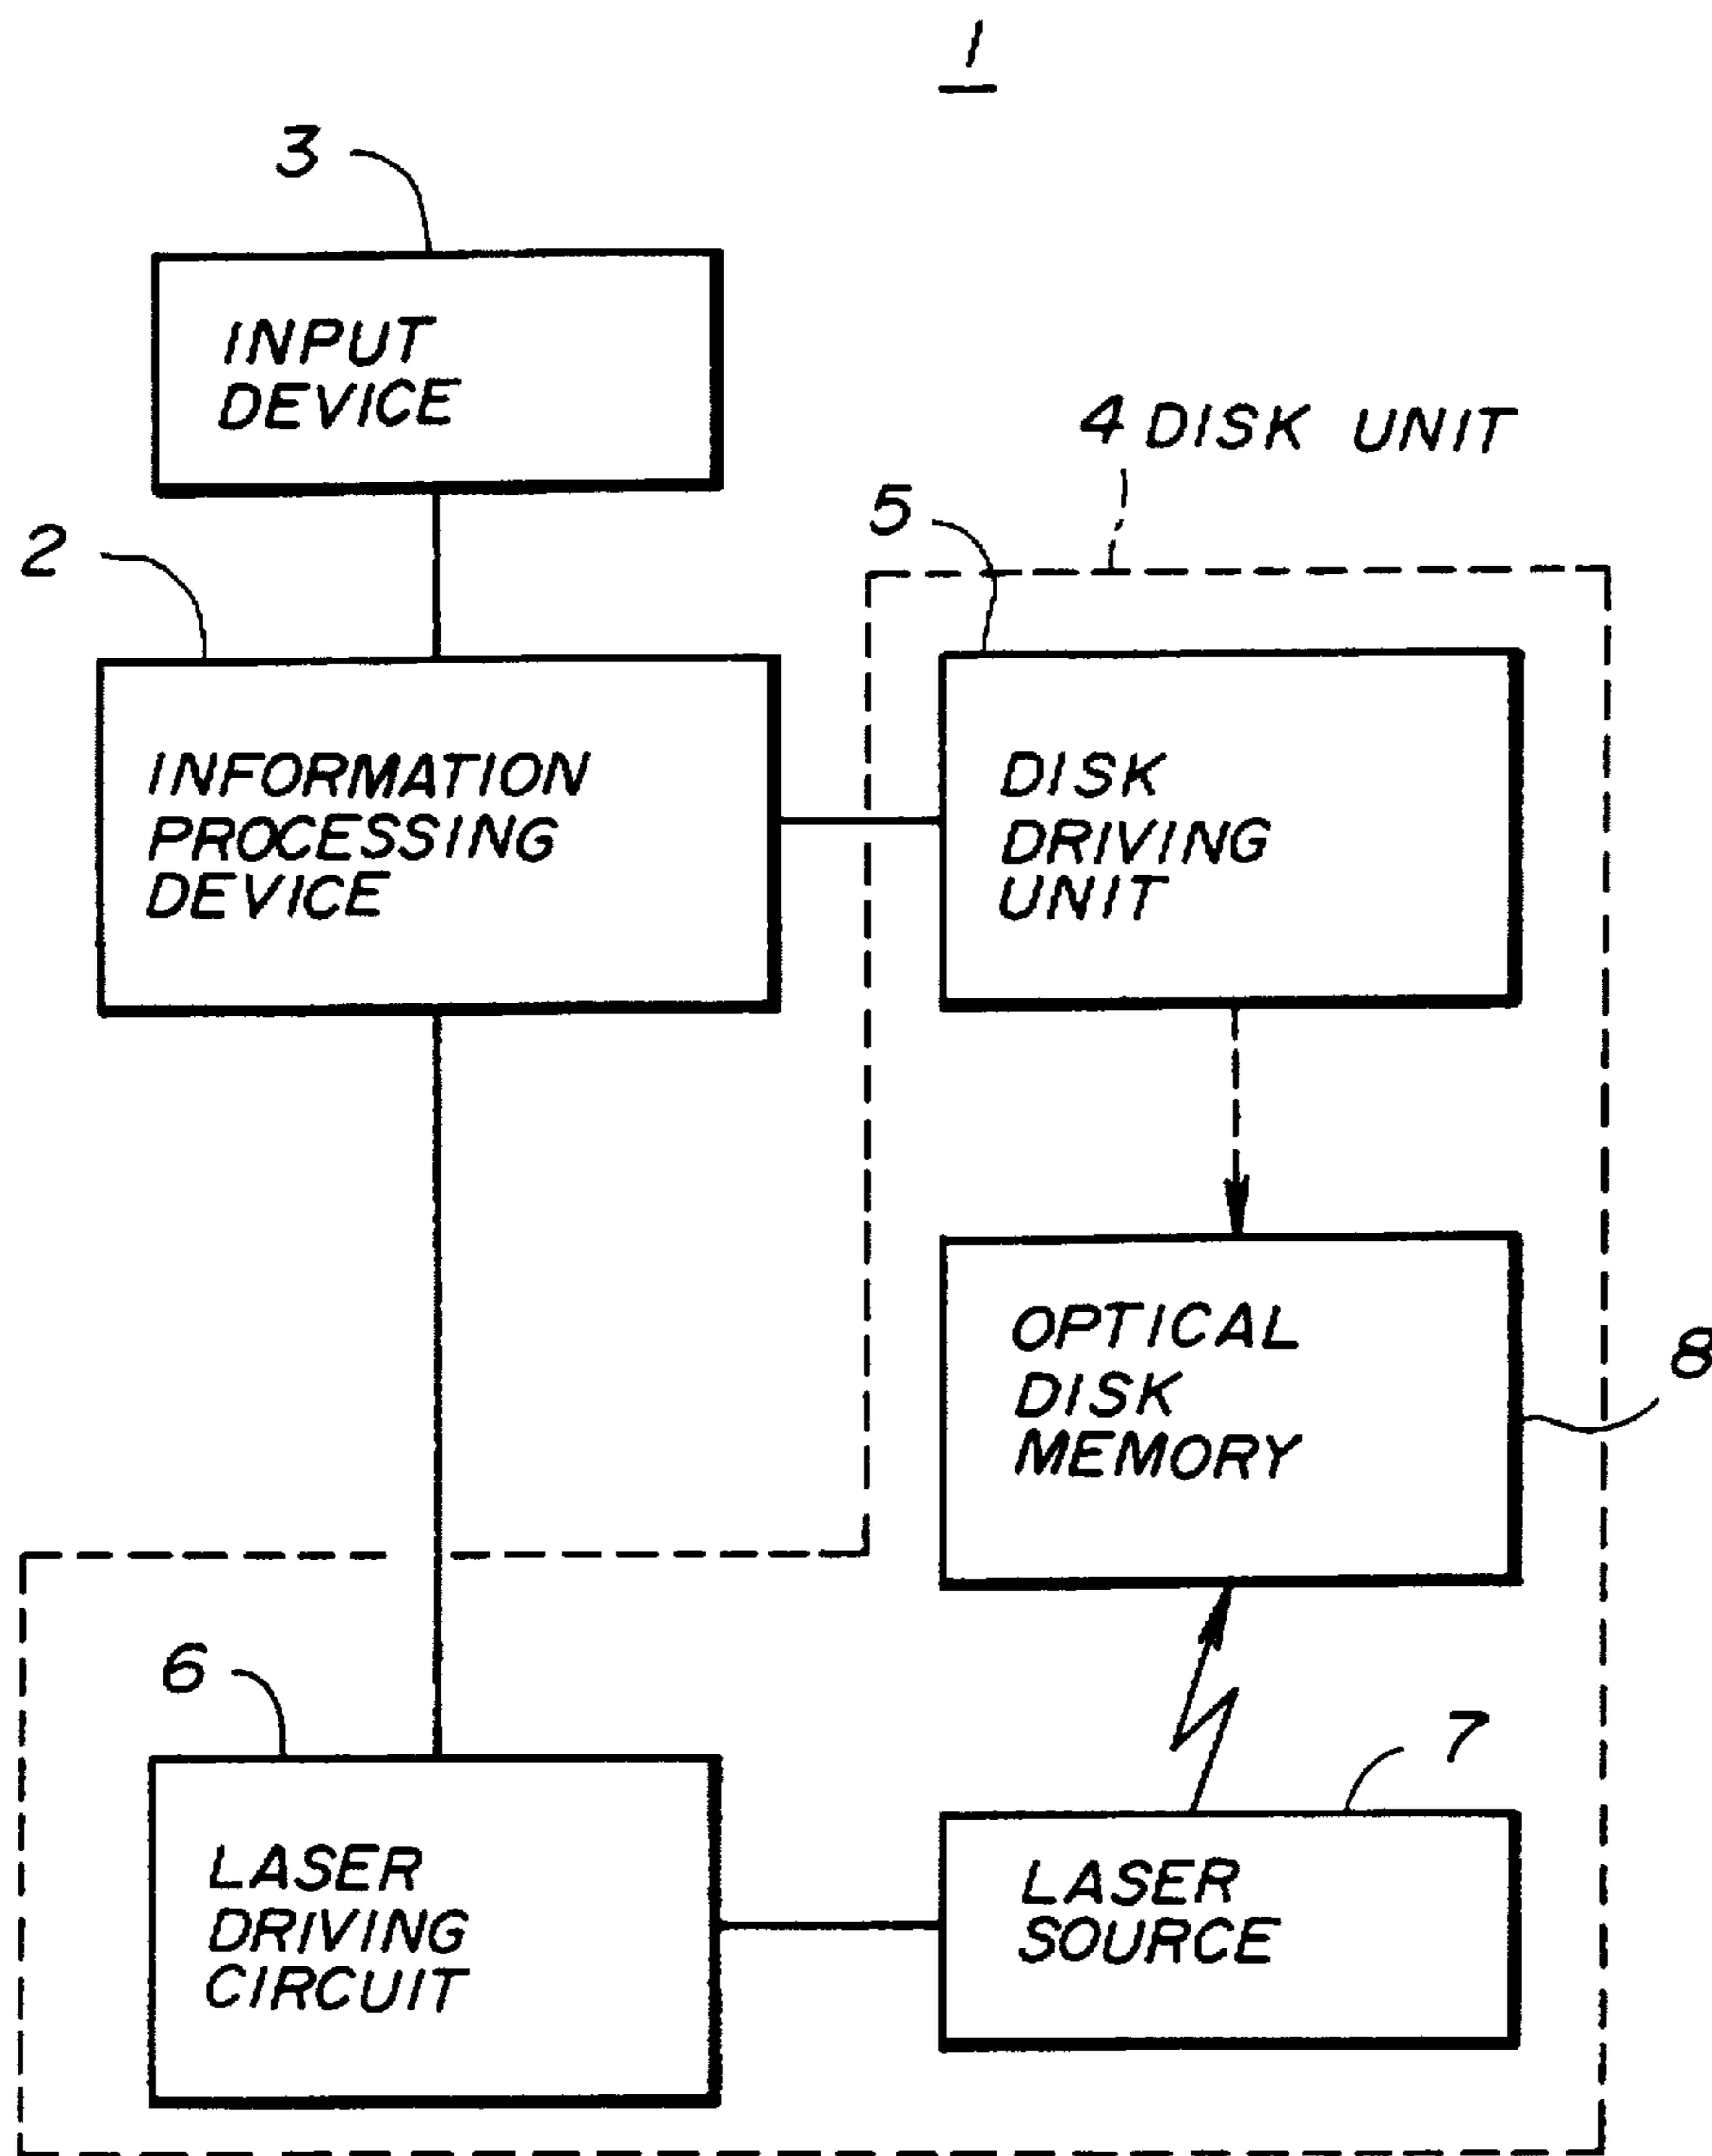 1
3
INPUT
DEVICE
4 DISK UNIT
5
2
INFORMATION
PROCESSING
DEVICE
DISK
DRIVING
UNIT
OPTICAL
DISK
MEMORY
8
6
7
LASER
DRIVING
CIRCUIT
LASER
SOURCE